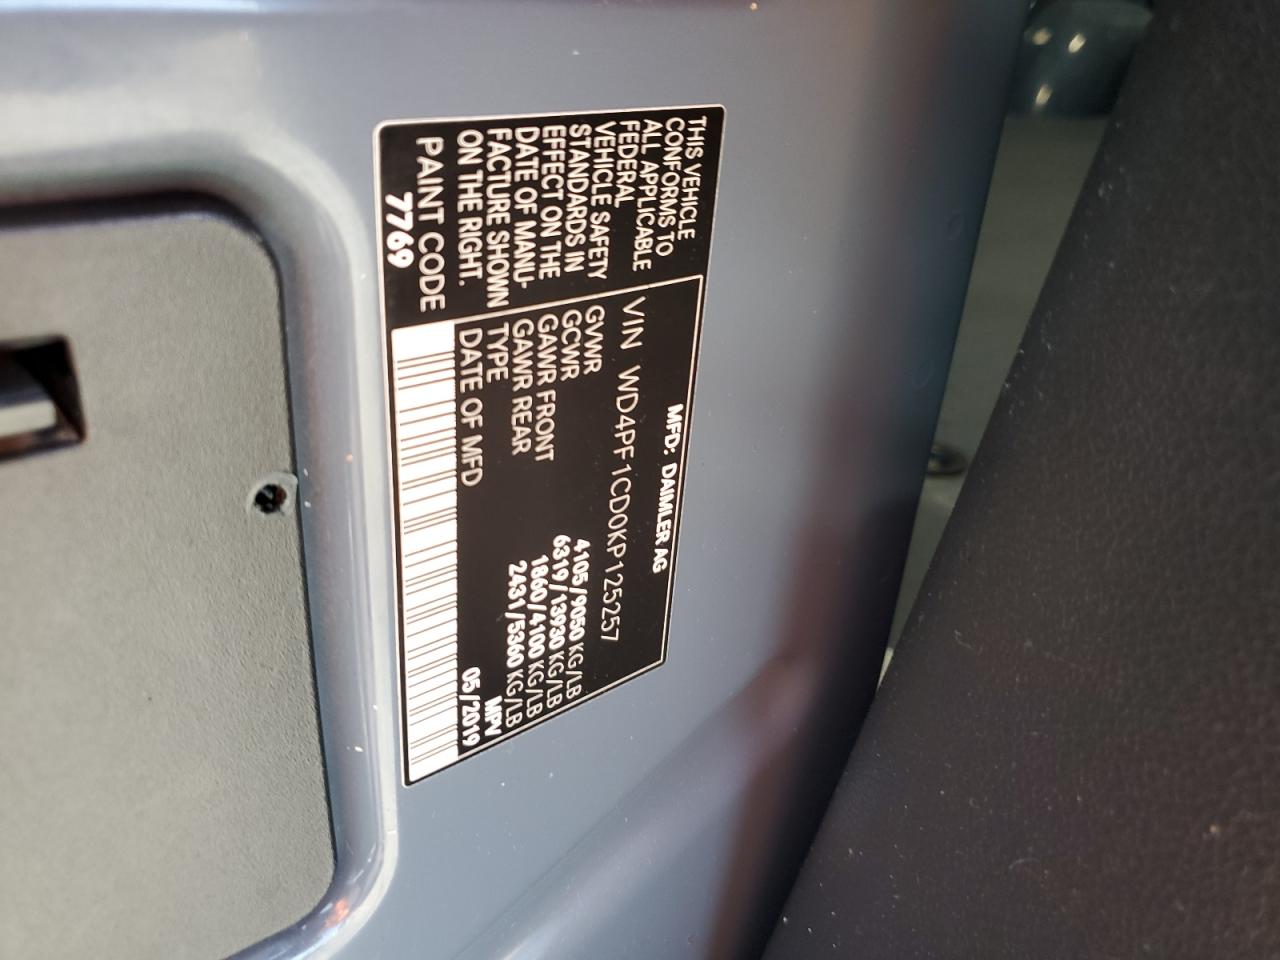 THIS VEHICLE
CONFORMS TO
ALL APPLICABLE
FEDERAL
VEHICLE SAFETY
STANDARDS IN
EFFECT ON THE
DATE OF MANU-
FACTURE SHOWN
ON THE RIGHT.
PAINT CODE
7769
MFD: DAIMLER AG
VIN WD4PF1CD0KP125257
GVWR 4105/9050 KG/LB
GCWR 6319/13930 KG/LB
GAWR FRONT 1860/4100 KG/LB
GAWR REAR 2431/5360 KG/LB
TYPE MPV
DATE OF MFD 05/2019